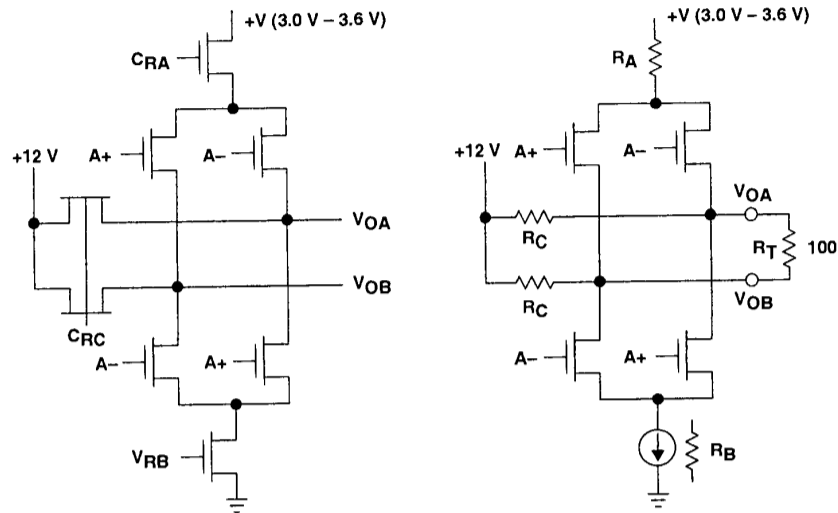 +V (3.0 V – 3.6 V)
CRA
A+
A–
+12 V
VOA
VOB
CRC
A–
A+
VRB
+V (3.0 V – 3.6 V)
RA
A+
A–
+12 V
VOA
RC
RT
100
RC
VOB
A–
A+
RB